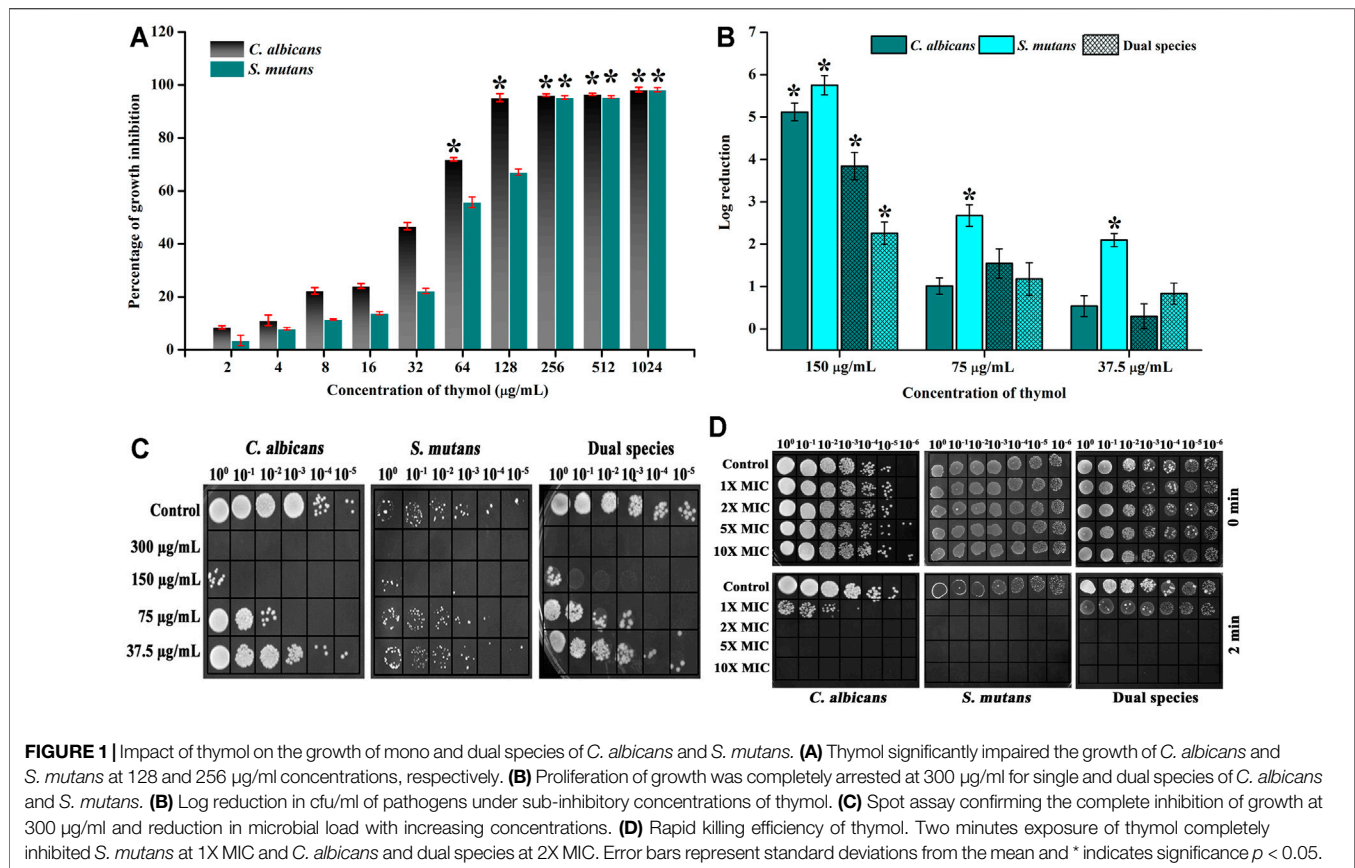 A
C. albicans
S. mutans
Percentage of growth inhibition
120
100
80
60
40
20
0
* * * * * * * *
2 4 8 16 32 64 128 256 512 1024
Concentration of thymol (µg/mL)
B
C. albicans S. mutans Dual species
Log reduction
6
5
4
3
2
1
0
* * * * * *
150 µg/mL 75 µg/mL 37.5 µg/mL
Concentration of thymol
C
C. albicans S. mutans Dual species
10⁰ 10⁻¹ 10⁻² 10⁻³ 10⁻⁴ 10⁻⁵ 10⁰ 10⁻¹ 10⁻² 10⁻³ 10⁻⁴ 10⁻⁵ 10⁰ 10⁻¹ 10⁻² 10⁻³ 10⁻⁴ 10⁻⁵
Control
300 µg/mL
150 µg/mL
75 µg/mL
37.5 µg/mL
D
10⁰ 10⁻¹ 10⁻² 10⁻³ 10⁻⁴ 10⁻⁵ 10⁻⁶ 10⁰ 10⁻¹ 10⁻² 10⁻³ 10⁻⁴ 10⁻⁵ 10⁻⁶ 10⁰ 10⁻¹ 10⁻² 10⁻³ 10⁻⁴ 10⁻⁵ 10⁻⁶
Control
1X MIC
2X MIC
5X MIC
10X MIC
0 min
Control
1X MIC
2X MIC
5X MIC
10X MIC
2 min
C. albicans S. mutans Dual species
FIGURE 1 | Impact of thymol on the growth of mono and dual species of C. albicans and S. mutans. (A) Thymol significantly impaired the growth of C. albicans and
S. mutans at 128 and 256 µg/ml concentrations, respectively. (B) Proliferation of growth was completely arrested at 300 µg/ml for single and dual species of C. albicans
and S. mutans. (B) Log reduction in cfu/ml of pathogens under sub-inhibitory concentrations of thymol. (C) Spot assay confirming the complete inhibition of growth at
300 µg/ml and reduction in microbial load with increasing concentrations. (D) Rapid killing efficiency of thymol. Two minutes exposure of thymol completely
inhibited S. mutans at 1X MIC and C. albicans and dual species at 2X MIC. Error bars represent standard deviations from the mean and * indicates significance p < 0.05.